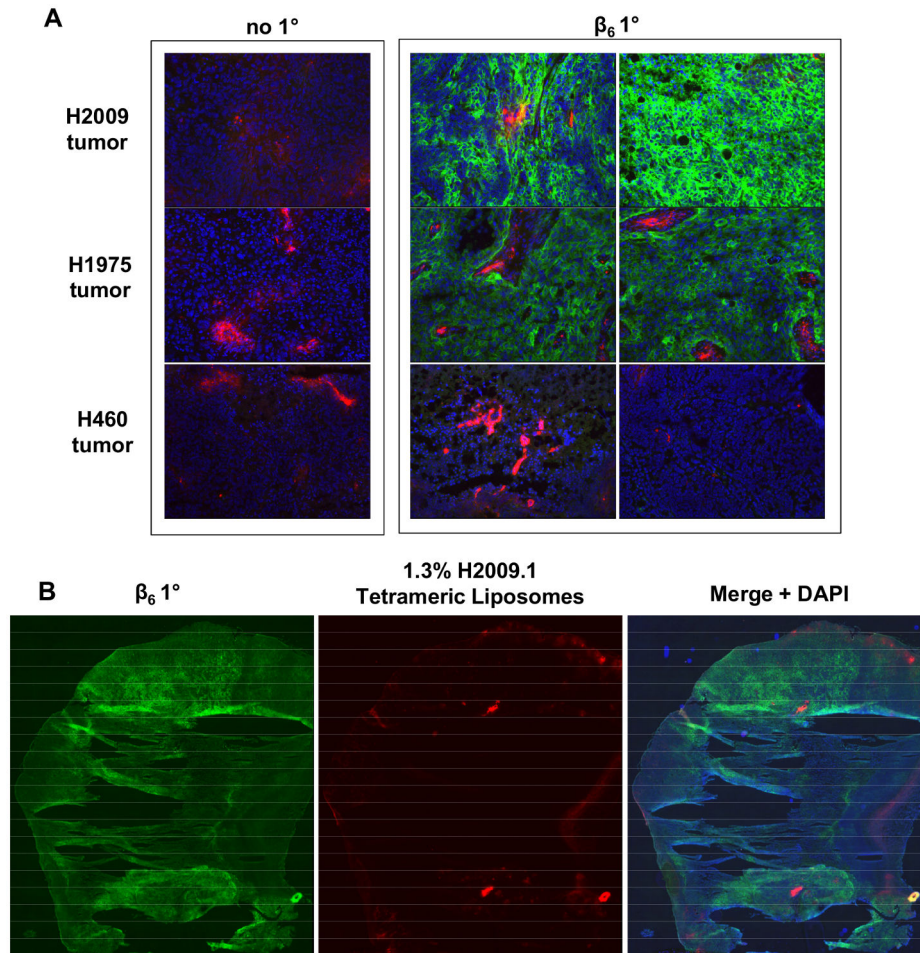 A
no 1°
β₆ 1°
H2009
tumor
H1975
tumor
H460
tumor
B
β₆ 1°
1.3% H2009.1
Tetrameric Liposomes
Merge + DAPI